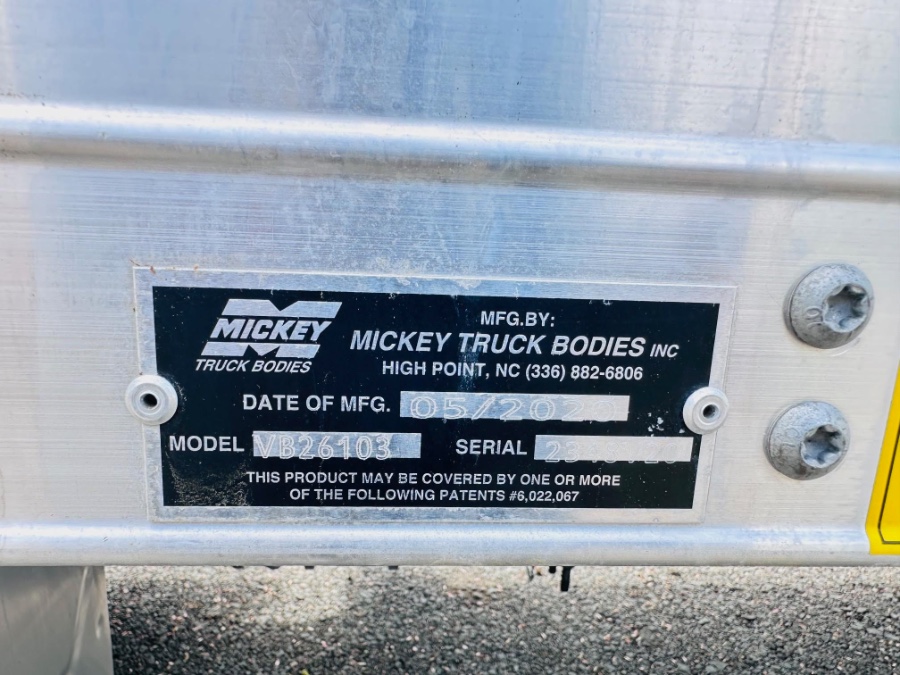 MICKEY
TRUCK BODIES
MFG.BY:
MICKEY TRUCK BODIES INC
HIGH POINT, NC (336) 882-6806
DATE OF MFG.
MODEL VB26103 SERIAL
THIS PRODUCT MAY BE COVERED BY ONE OR MORE
OF THE FOLLOWING PATENTS #6,022,067